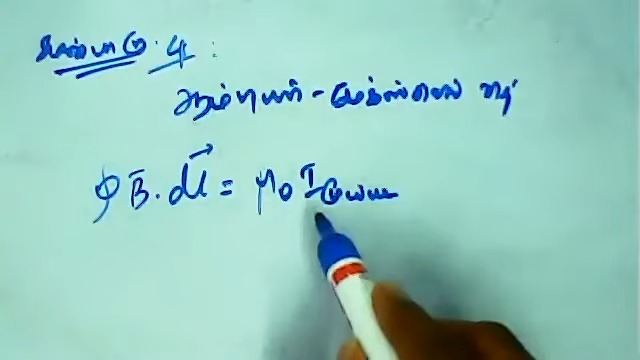 சமன்பாடு 4 :
ஆம்பியர் - மேக்ஸ்வெல் விதி
∮ B⃗ . dl⃗ = μ₀ I